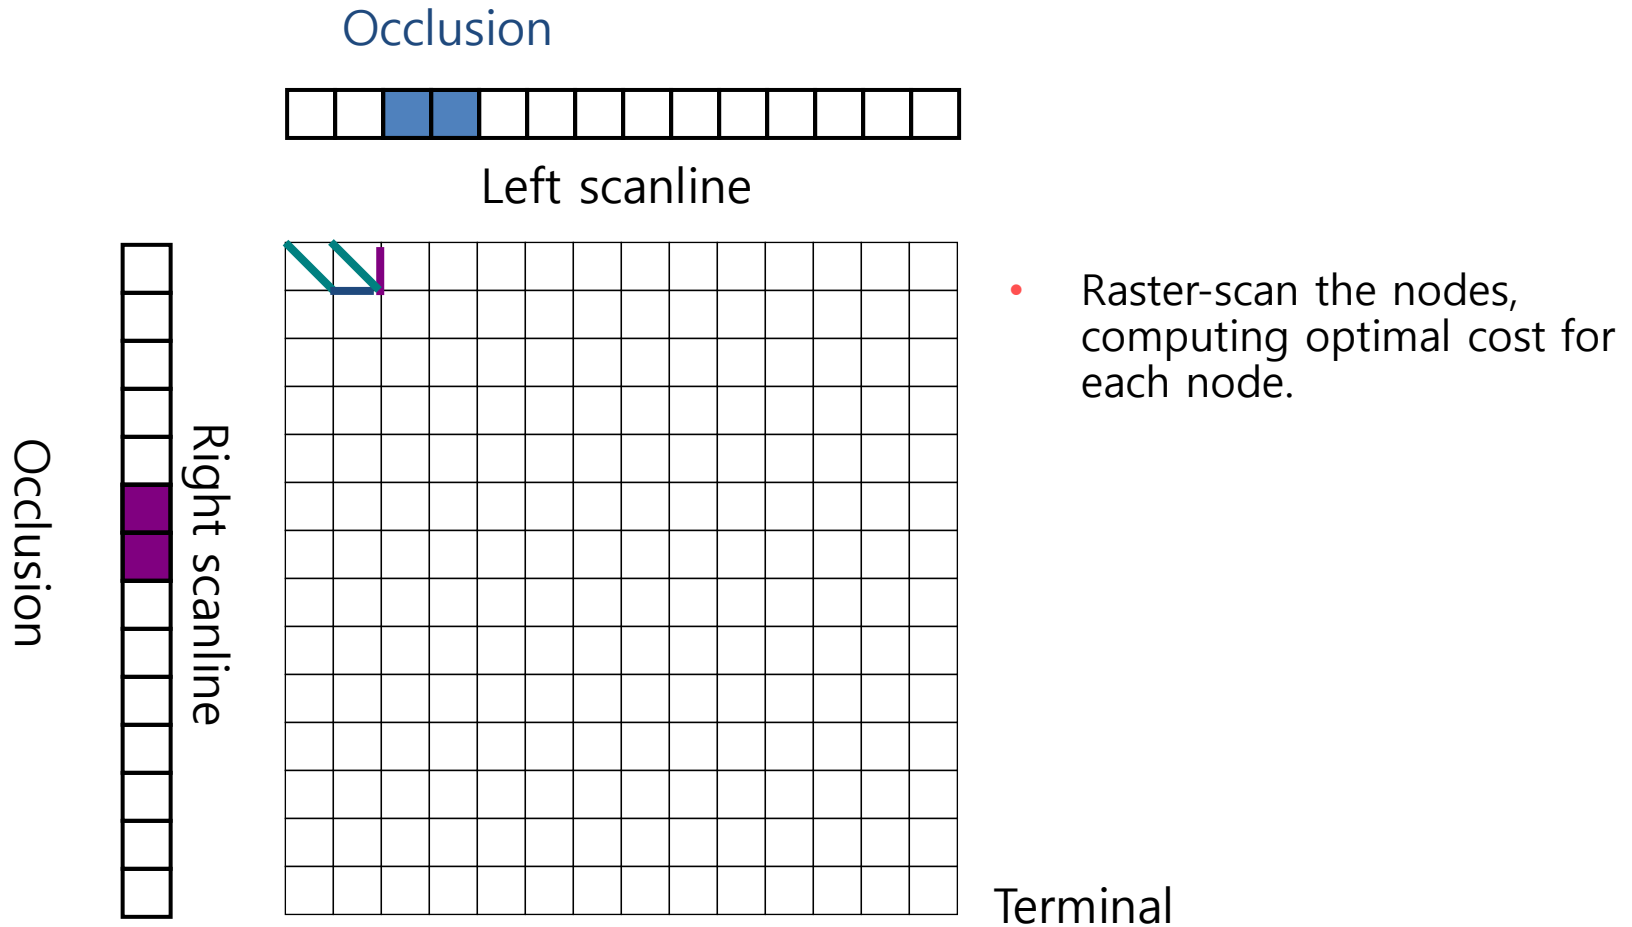 Occlusion
Left scanline
Occlusion
Right scanline
• Raster-scan the nodes,
computing optimal cost for
each node.
Terminal